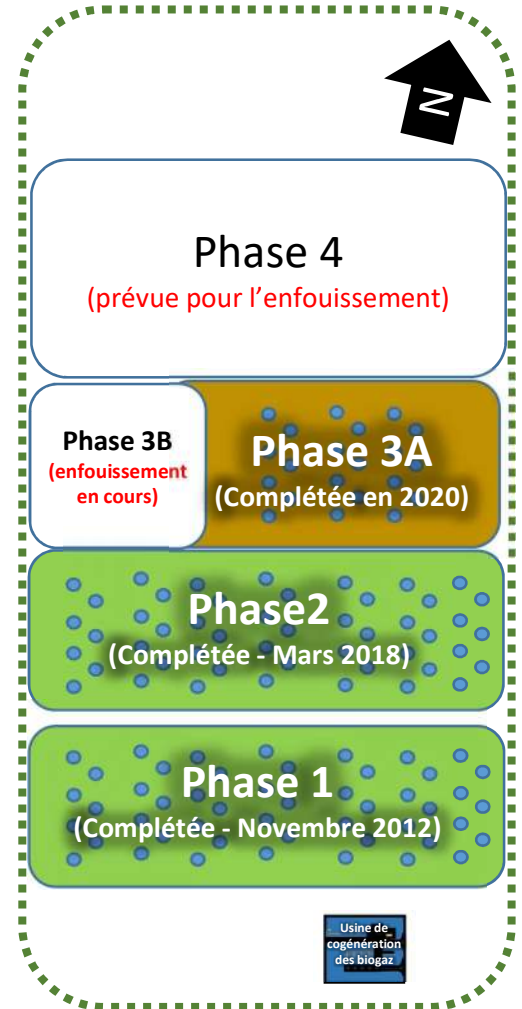 N
Phase 4
(prévue pour l’enfouissement)
Phase 3B
(enfouissement
en cours)
Phase 3A
(Complétée en 2020)
Phase2
(Complétée - Mars 2018)
Phase 1
(Complétée - Novembre 2012)
Usine de
cogénération
des biogaz